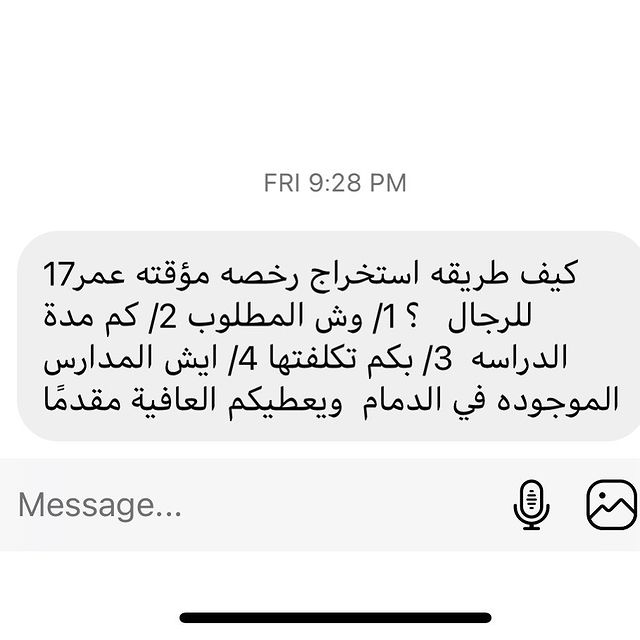 FRI 9:28 PM
كيف طريقه استخراج رخصه مؤقته عمر17
للرجال ؟ 1/ وش المطلوب 2/ كم مدة
الدراسه 3/ بكم تكلفتها 4/ ايش المدارس
الموجوده في الدمام ويعطيكم العافية مقدمًا
Message...